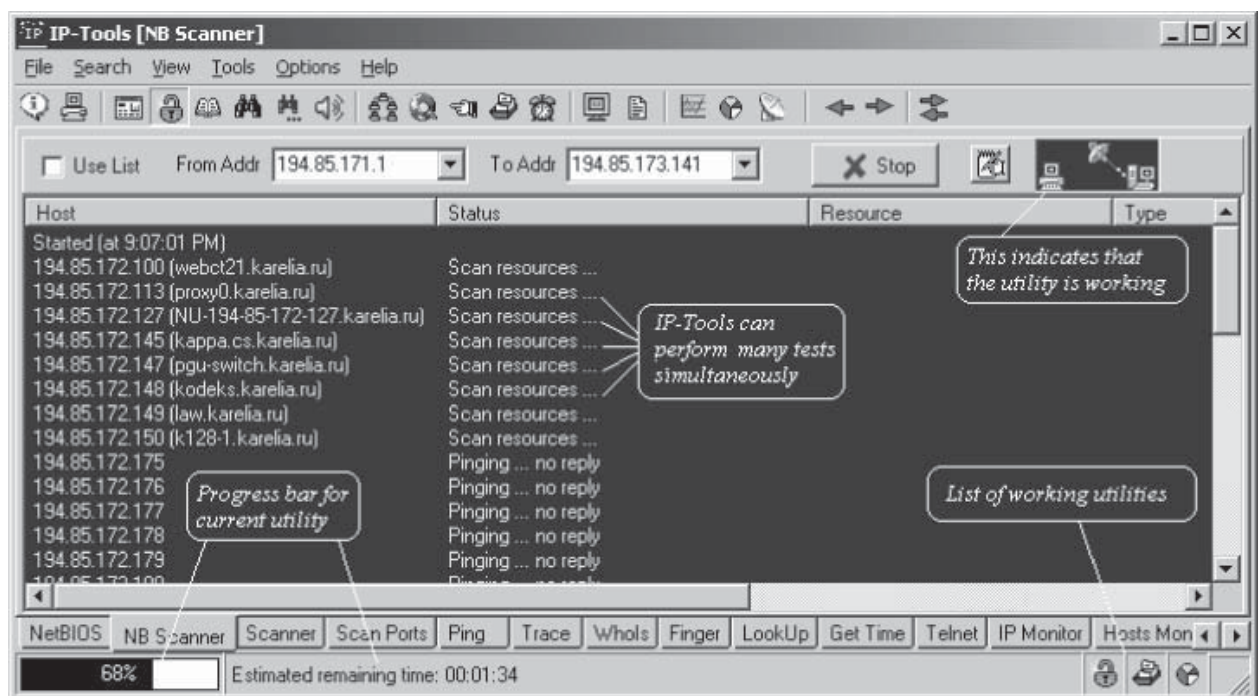 IP IP-Tools [NB Scanner]
File Search View Tools Options Help
Use List From Addr 194.85.171.1 To Addr 194.85.173.141 Stop
Host Status Resource Type
Started (at 9:07:01 PM)
194.85.172.100 (webct21.karelia.ru) Scan resources ...
194.85.172.113 (proxy0.karelia.ru) Scan resources ...
194.85.172.127 (NU-194-85-172-127.karelia.ru) Scan resources ...
194.85.172.145 (kappa.cs.karelia.ru) Scan resources ...
194.85.172.147 (pgu-switch.karelia.ru) Scan resources ...
194.85.172.148 (kodeks.karelia.ru) Scan resources ...
194.85.172.149 (law.karelia.ru) Scan resources ...
194.85.172.150 (k128-1.karelia.ru) Scan resources ...
194.85.172.175 Pinging ... no reply
194.85.172.176 Pinging ... no reply
194.85.172.177 Pinging ... no reply
194.85.172.178 Pinging ... no reply
194.85.172.179 Pinging ... no reply
This indicates that
the utility is working
IP-Tools can
perform many tests
simultaneously
Progress bar for
current utility
List of working utilities
NetBIOS NB Scanner Scanner Scan Ports Ping Trace WhoIs Finger LookUp Get Time Telnet IP Monitor Hosts Mon
68% Estimated remaining time: 00:01:34